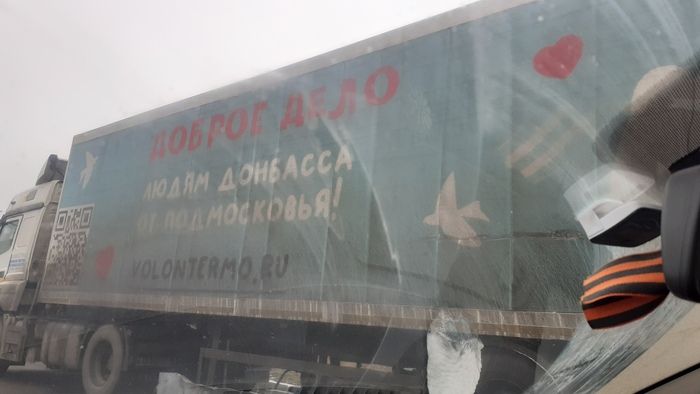 ДОБРОЕ ДЕЛО
ЛЮДЯМ ДОНБАССА
ОТ ПОДМОСКОВЬЯ!
VOLONTERMO.RU